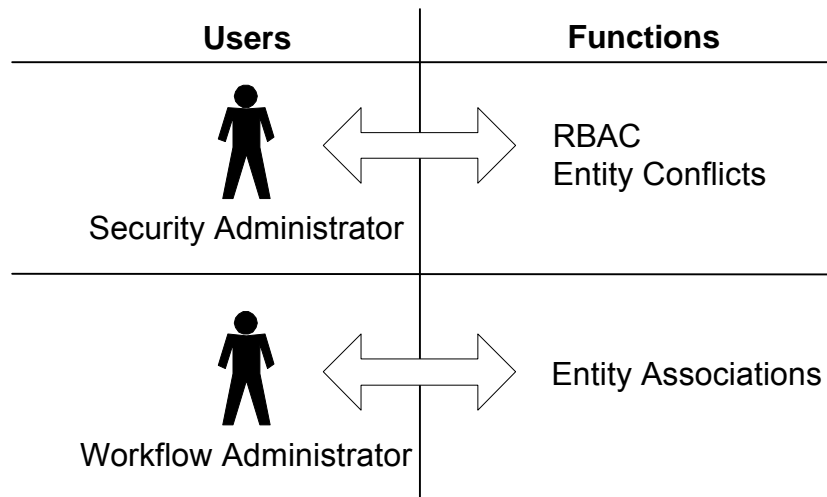 Users
Functions
RBAC
Entity Conflicts
Security Administrator
Entity Associations
Workflow Administrator